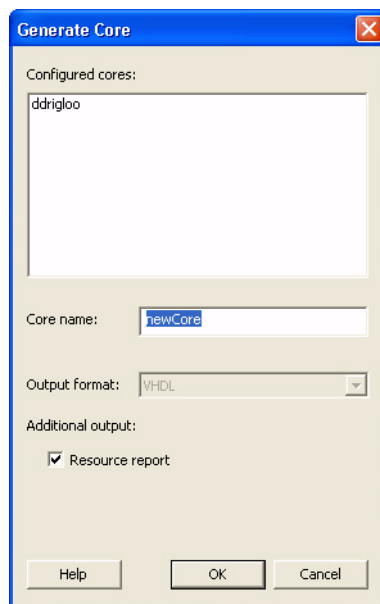 Generate Core
Configured cores:
ddrigloo
Core name: newCore
Output format: VHDL
Additional output:
Resource report
Help OK Cancel